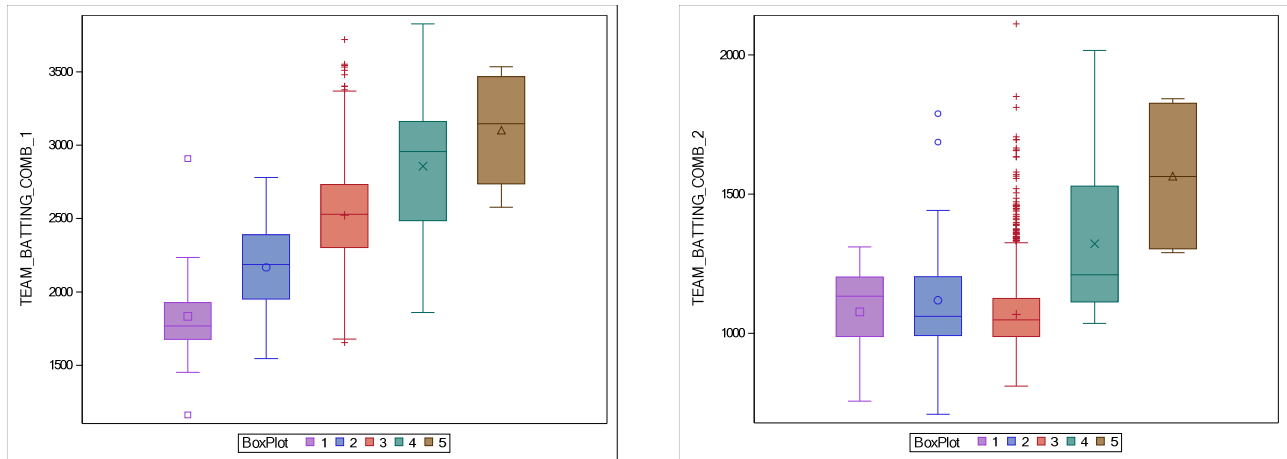 TEAM_BATTING_COMB_1
3500
3000
2500
2000
1500
BoxPlot 1 2 3 4 5
TEAM_BATTING_COMB_2
2000
1500
1000
BoxPlot 1 2 3 4 5